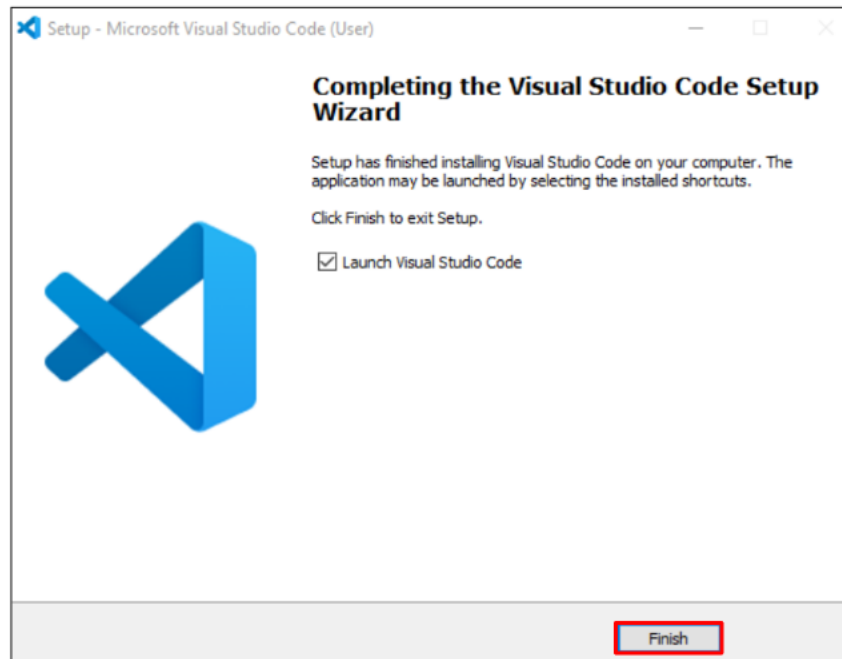 Setup - Microsoft Visual Studio Code (User)
Completing the Visual Studio Code Setup
Wizard
Setup has finished installing Visual Studio Code on your computer. The
application may be launched by selecting the installed shortcuts.
Click Finish to exit Setup.
Launch Visual Studio Code
Finish